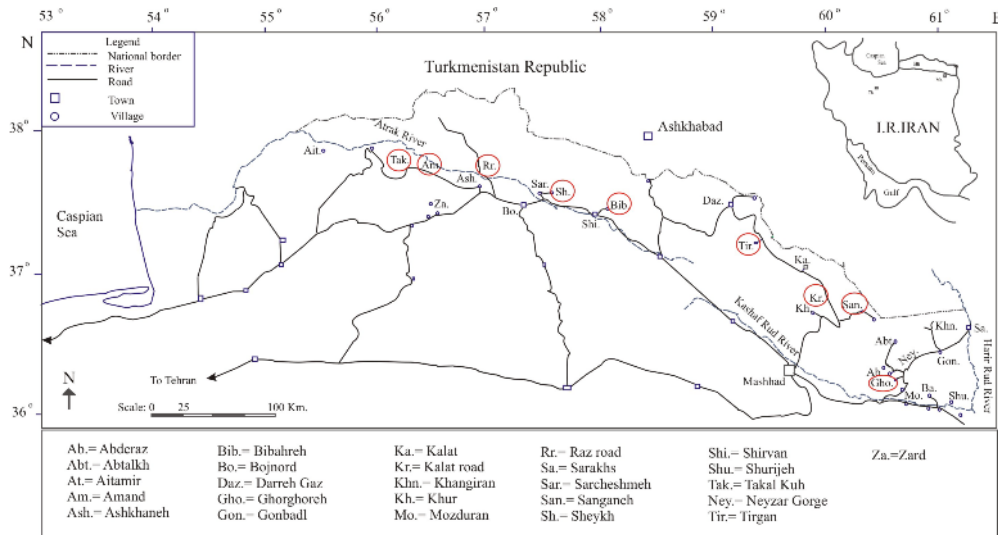 53° 54° 55° 56° 57° 58° 59° 60° 61°
N
Legend
National border
River
Road
Town
Village
Turkmenistan Republic
I.R.IRAN
Persian
Gulf
38°
Atrak River
Ashkhabad
Ait.
Tak.
Am.
Rr.
Ash.
Sar.
Sh.
Bib.
Daz.
Za.
Bo.
Shi.
Caspian
Sea
Tir.
Ka.
37°
Kr.
San.
Kh.
Kashaf Rud River
Khn.
Sa.
Abt.
Ney.
Gon.
Harir Rud River
Ab.
To Tehran
Mashhad
Gho.
N
Ba.
Mo.
Shu.
36°
Scale: 0 25 100 Km.
Ab.= Abderaz
Abt.= Abtalkh
At.= Aitamir
Am.= Amand
Ash.= Ashkhaneh
Bib.= Bibahreh
Bo.= Bojnord
Daz.= Darreh Gaz
Gho.= Ghorghoreh
Gon.= Gonbadl
Ka.= Kalat
Kr.= Kalat road
Khn.= Khangiran
Kh.= Khur
Mo.= Mozduran
Rr.= Raz road
Sa.= Sarakhs
Sar.= Sarcheshmeh
San.= Sanganeh
Sh.= Sheykh
Shi.= Shirvan
Shu.= Shurijeh
Tak.= Takal Kuh
Ney.= Neyzar Gorge
Tir.= Tirgan
Za.=Zard